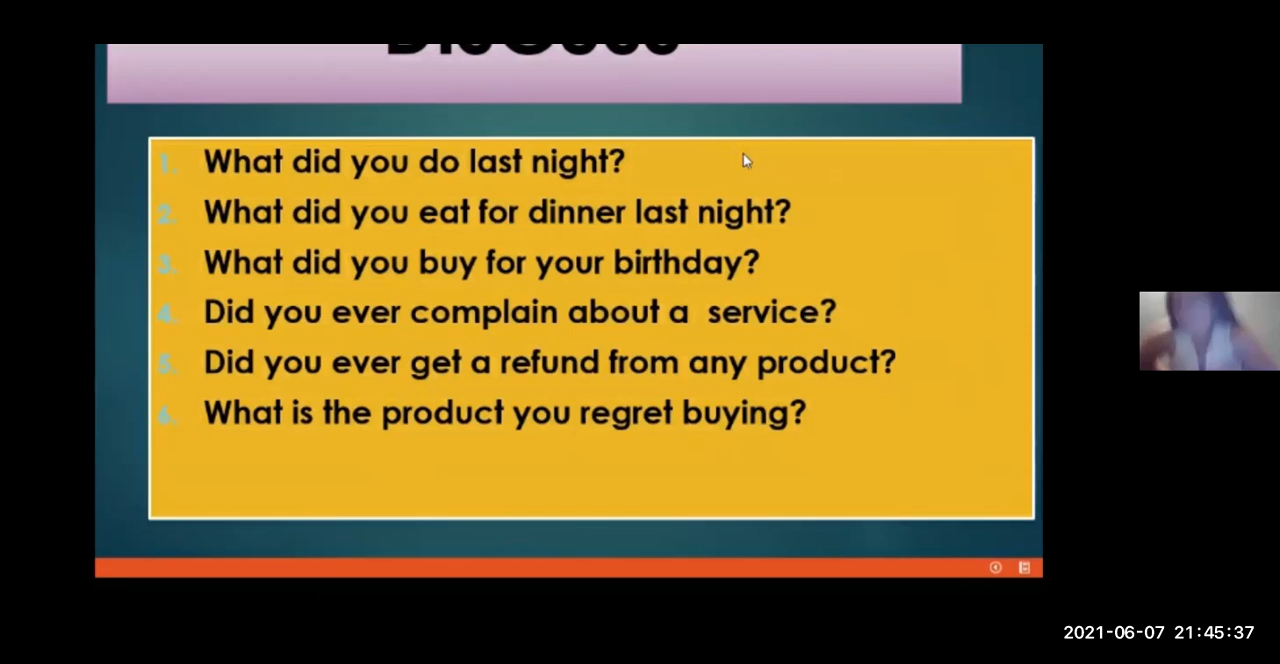 1. What did you do last night?
2. What did you eat for dinner last night?
3. What did you buy for your birthday?
4. Did you ever complain about a service?
5. Did you ever get a refund from any product?
6. What is the product you regret buying?
2021-06-07 21:45:37